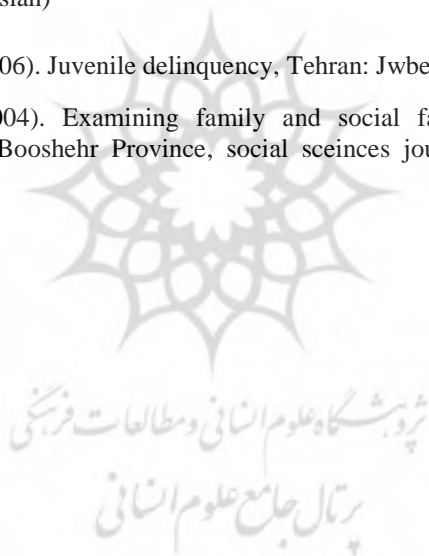 sian)
06). Juvenile delinquency, Tehran: Jwbe
004). Examining family and social fa
Booshehr Province, social sceinces jou
پژوهشگاه علوم انسانی و مطالعات فرهنگی
پرتال جامع علوم انسانی